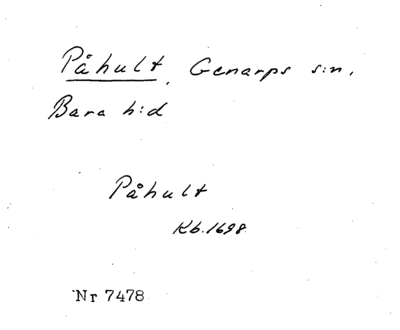 Påhult, Genarps s:n,
Bara h:d
Påhult
Kb. 1698
Nr 7478